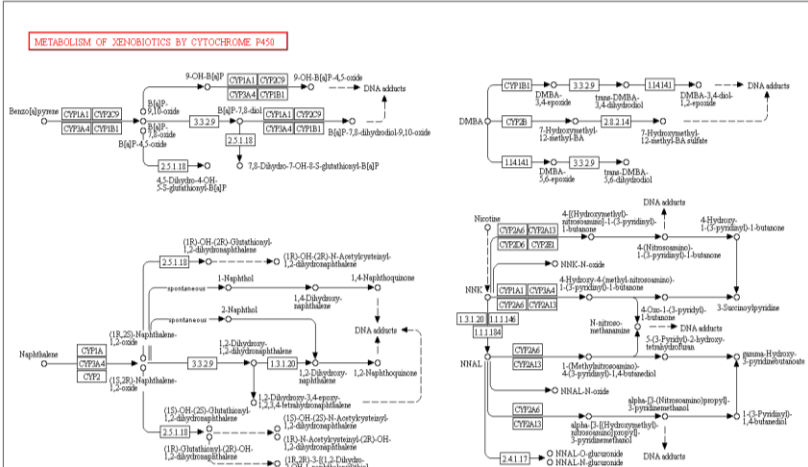 METABOLISM OF XENOBIOTICS BY CYTOCHROME P450
9-OH-B[a]P
CYP1A1 CYP2C9
CYP3A4 CYP1B1
9-OH-B[a]P-4,5-oxide
DNA adducts
Benzo[a]pyrene
CYP1A1 CYP2C9
CYP3A4 CYP1B1
B[a]P-
9,10-oxide
B[a]P-
7,8-oxide
B[a]P-4,5-oxide
3.3.2.9
B[a]P-7,8-diol
CYP1A1 CYP2C9
CYP3A4 CYP1B1
B[a]P-7,8-dihydrodiol-9,10-oxide
2.5.1.18
7,8-Dihydro-7-OH-8-S-glutathionyl-B[a]P
2.5.1.18
4,5-Dihydro-4-OH-
5-S-glutathionyl-B[a]P
CYP1B1
DMBA-
3,4-epoxide
3.3.2.9
trans-DMBA-
3,4-dihydrodiol
1.14.14.1
DMBA-3,4-diol-
1,2-epoxide
DNA adducts
DMBA
CYP2B
7-Hydroxymethyl-
12-methyl-BA
2.8.2.14
7-Hydroxymethyl-
12-methyl-BA sulfate
1.14.14.1
DMBA-
5,6-epoxide
3.3.2.9
trans-DMBA-
5,6-dihydrodiol
(1R)-OH-(2R)-Glutathionyl-
1,2-dihydronaphthalene
2.5.1.18
(1R)-OH-(2R)-N-Acetylcysteinyl-
1,2-dihydronaphthalene
1-Naphthol
1,4-Naphthoquinone
spontaneous
1,4-Dihydroxy-
naphthalene
2-Naphthol
spontaneous
DNA adducts
Naphthalene
CYP1A
CYP3A4
CYP2
(1R,2S)-Naphthalene-
1,2-oxide
(1S,2R)-Naphthalene-
1,2-oxide
3.3.2.9
1,2-Dihydroxy-
1,2-dihydronaphthalene
1.3.1.20
1,2-Dihydroxy-
naphthalene
1,2-Naphthoquinone
1,2-Dihydroxy-3,4-epoxy-
1,2,3,4-tetrahydronaphthalene
(1S)-OH-(2S)-Glutathionyl-
1,2-dihydronaphthalene
2.5.1.18
(1S)-OH-(2S)-N-Acetylcysteinyl-
1,2-dihydronaphthalene
(1R)-N-Acetylcysteinyl-(2R)-OH-
1,2-dihydronaphthalene
(1R)-Glutathionyl-(2R)-OH-
1,2-dihydronaphthalene
(1R,2R)-3-[(1,2-Dihydro-
Nicotine
CYP2A6 CYP2A13
CYP2D6 CYP2E1
4-[(Hydroxymethyl)-
nitrosoamino]-1-(3-pyridinyl)-
1-butanone
DNA adducts
4-(Nitrosoamino)-
1-(3-pyridinyl)-1-butanone
4-Hydroxy-
1-(3-pyridinyl)-1-butanone
NNK-N-oxide
NNK
CYP1A1 CYP3A4
CYP2A6 CYP2A13
4-Hydroxy-4-(methyl-nitrosoamino)-
1-(3-pyridinyl)-1-butanone
3-Succinoylpyridine
1.3.1.20 1.1.1.146
1.1.1.184
N-nitroso-
methanamine
4-Oxo-1-(3-pyridyl)-
1-butanone
DNA adducts
5-(3-Pyridyl)-2-hydroxy-
tetrahydrofuran
NNAL
CYP2A6
CYP2A13
1-(Methylnitrosoamino)-
4-(3-pyridinyl)-1,4-butanediol
gamma-Hydroxy-
3-pyridinebutanoate
NNAL-N-oxide
CYP2A6
CYP2A13
alpha-[3-(Nitrosoamino)propyl]-
3-pyridinemethanol
alpha-[3-[(Hydroxymethyl)-
nitrosoamino]propyl]-
3-pyridinemethanol
1-(3-Pyridinyl)-
1,4-butanediol
DNA adducts
2.4.1.17
NNAL-O-glucuronide
NNAL-N-glucuronide